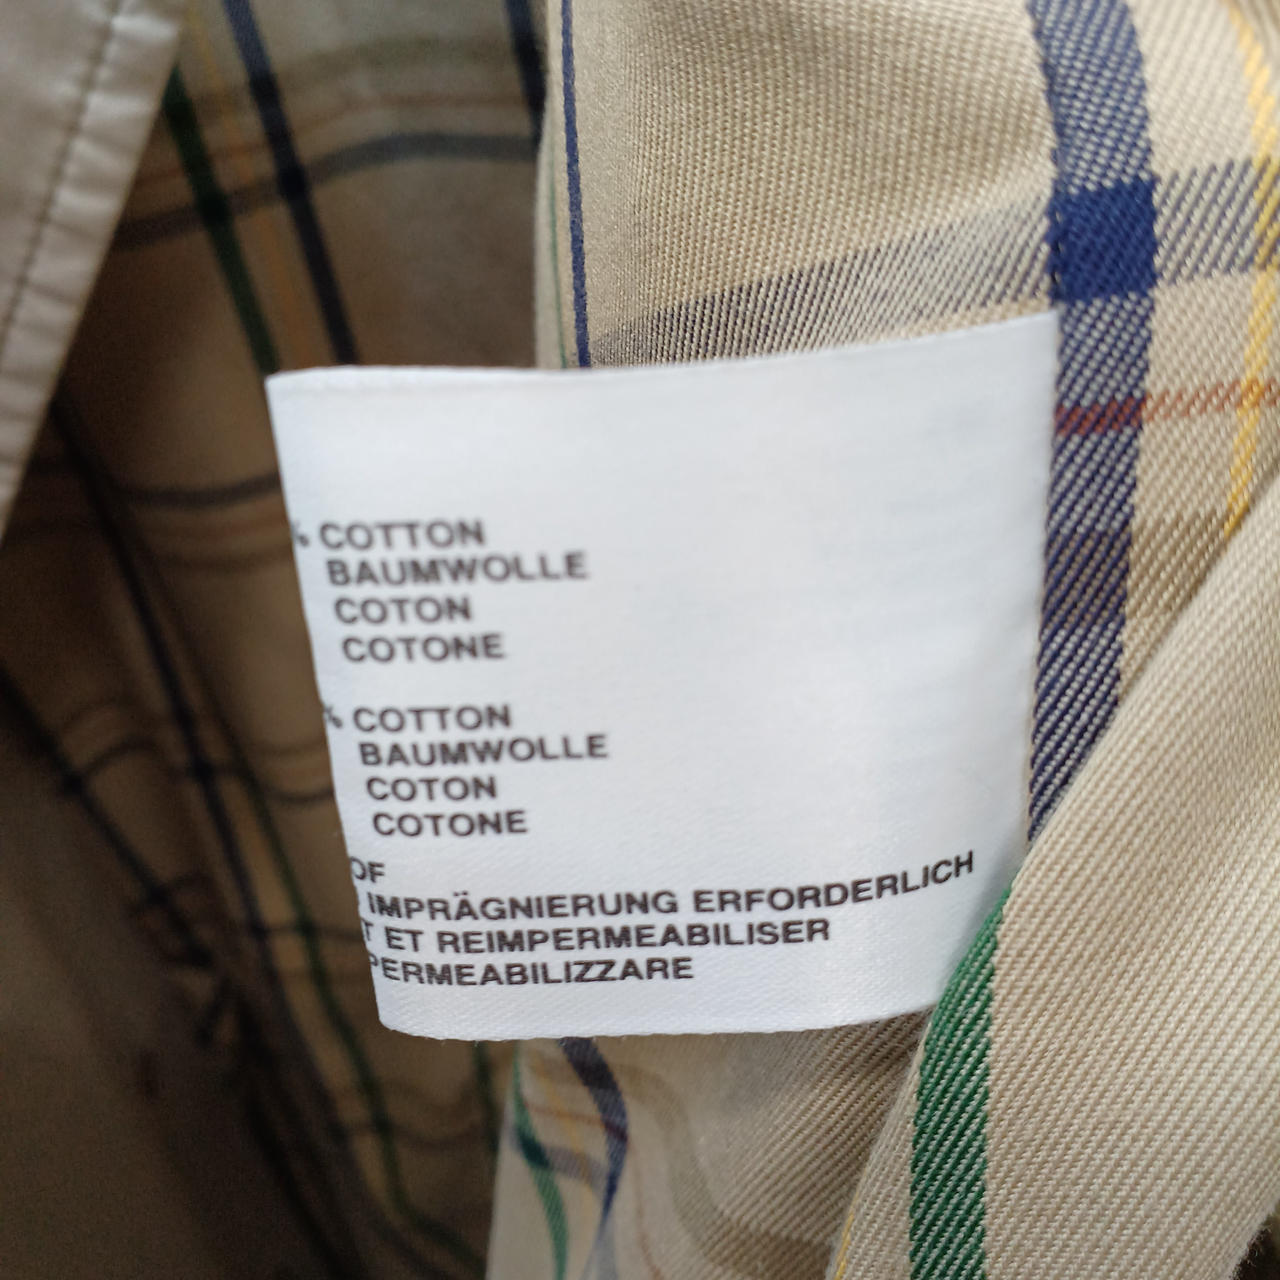 % COTTON
BAUMWOLLE
COTON
COTONE
% COTTON
BAUMWOLLE
COTON
COTONE
OF
IMPRÄGNIERUNG ERFORDERLICH
T ET REIMPERMEABILISER
PERMEABILIZZARE